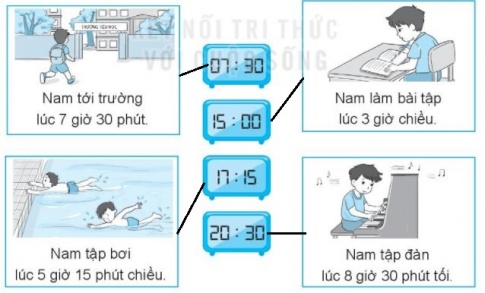 KẾT NỐI TRI THỨC
VỚI CUỘC SỐNG
TRƯỜNG TIỂU HỌC
07:30
Nam tới trường
lúc 7 giờ 30 phút.
15:00
Nam làm bài tập
lúc 3 giờ chiều.
17:15
Nam tập bơi
lúc 5 giờ 15 phút chiều.
20:30
Nam tập đàn
lúc 8 giờ 30 phút tối.